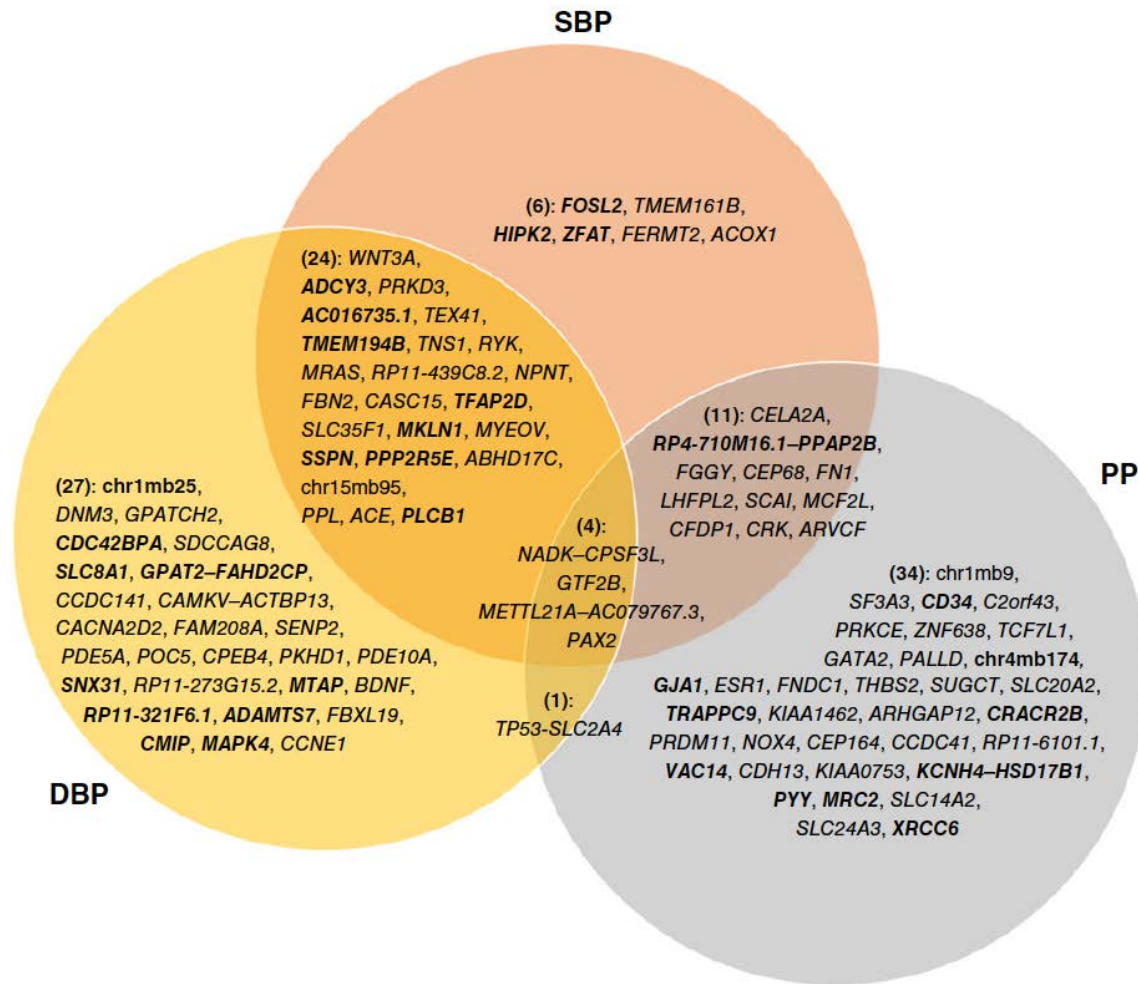 SBP
(6): FOSL2, TMEM161B,
HIPK2, ZFAT, FERMT2, ACOX1
(24): WNT3A,
ADCY3, PRKD3,
AC016735.1, TEX41,
TMEM194B, TNS1, RYK,
MRAS, RP11-439C8.2, NPNT,
FBN2, CASC15, TFAP2D,
SLC35F1, MKLN1, MYEOV,
SSPN, PPP2R5E, ABHD17C,
chr15mb95,
PPL, ACE, PLCB1
(11): CELA2A,
RP4-710M16.1–PPAP2B,
FGGY, CEP68, FN1,
LHFPL2, SCAI, MCF2L,
CFDP1, CRK, ARVCF
PP
(27): chr1mb25,
DNM3, GPATCH2,
CDC42BPA, SDCCAG8,
SLC8A1, GPAT2–FAHD2CP,
CCDC141, CAMKV–ACTBP13,
CACNA2D2, FAM208A, SENP2,
PDE5A, POC5, CPEB4, PKHD1, PDE10A,
SNX31, RP11-273G15.2, MTAP, BDNF,
RP11-321F6.1, ADAMTS7, FBXL19,
CMIP, MAPK4, CCNE1
DBP
(4):
NADK–CPSF3L,
GTF2B,
METTL21A–AC079767.3,
PAX2
(1):
TP53-SLC2A4
(34): chr1mb9,
SF3A3, CD34, C2orf43,
PRKCE, ZNF638, TCF7L1,
GATA2, PALLD, chr4mb174,
GJA1, ESR1, FNDC1, THBS2, SUGCT, SLC20A2,
TRAPPC9, KIAA1462, ARHGAP12, CRACR2B,
PRDM11, NOX4, CEP164, CCDC41, RP11-6101.1,
VAC14, CDH13, KIAA0753, KCNH4–HSD17B1,
PYY, MRC2, SLC14A2,
SLC24A3, XRCC6